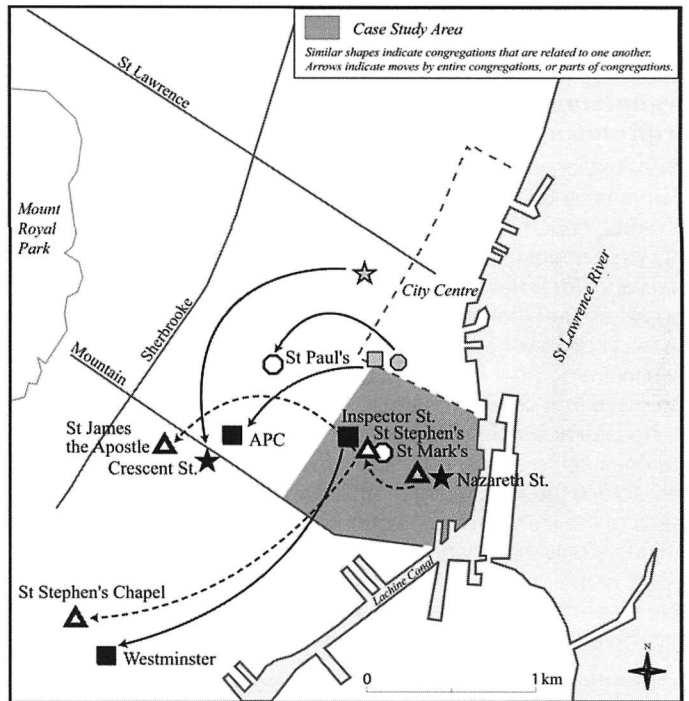 Case Study Area
Similar shapes indicate congregations that are related to one another.
Arrows indicate moves by entire congregations, or parts of congregations.
St Lawrence
Mount
Royal
Park
Sherbrooke
City Centre
St Lawrence River
Mountain
St Paul's
St James
the Apostle
APC
Crescent St.
Inspector St.
St Stephen's
St Mark's
Nazareth St.
St Stephen's Chapel
Lachine Canal
Westminster
0 1 km
N